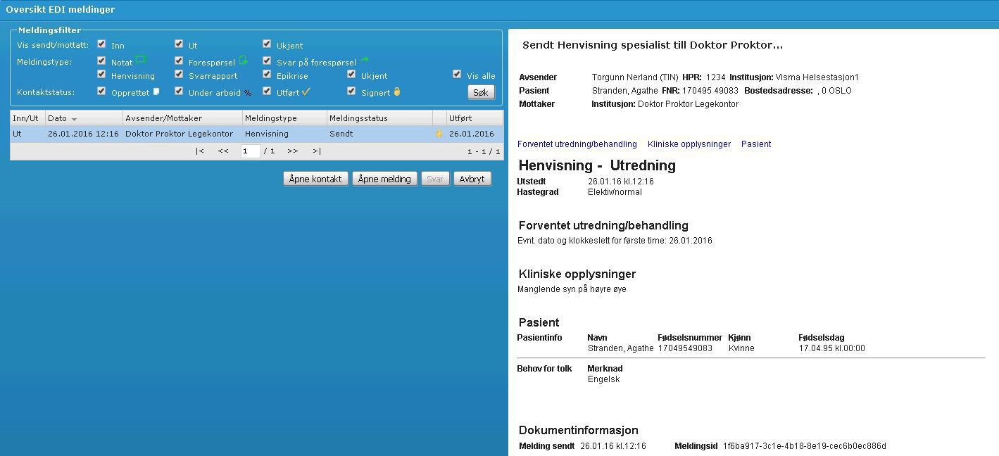 Oversikt EDI meldinger
Meldingsfilter
Vis sendt/mottatt: Inn Ut Ukjent
Meldingstype: Notat Forespørsel Svar på forespørsel
Henvisning Svarrapport Epikrise Ukjent Vis alle
Kontaktstatus: Opprettet Under arbeid % Utført Signert Søk
Inn/Ut Dato Avsender/Mottaker Meldingstype Meldingsstatus Utført
Ut 26.01.2016 12:16 Doktor Proktor Legekontor Henvisning Sendt 26.01.2016
|< << 1 / 1 >> >| 1 - 1 / 1
Åpne kontakt Åpne melding Svar Avbryt
Sendt Henvisning spesialist till Doktor Proktor...
Avsender Torgunn Nerland (TIN) HPR: 1234 Institusjon: Visma Helsestasjon1
Pasient Stranden, Agathe FNR: 170495 49083 Bostedsadresse: , 0 OSLO
Mottaker Institusjon: Doktor Proktor Legekontor
Forventet utredning/behandling Kliniske opplysninger Pasient
Henvisning - Utredning
Utstedt 26.01.16 kl.12:16
Hastegrad Elektiv/normal
Forventet utredning/behandling
Evnt. dato og klokkeslett for første time: 26.01.2016
Kliniske opplysninger
Manglende syn på høyre øye
Pasient
Pasientinfo Navn Fødselsnummer Kjønn Fødselsdag
Stranden, Agathe 17049549083 Kvinne 17.04.95 kl.00:00
Behov for tolk Merknad
Engelsk
Dokumentinformasjon
Melding sendt 26.01.16 kl.12:16 Meldingsid 1f6ba917-3c1e-4b18-8e19-cec6b0ec886d